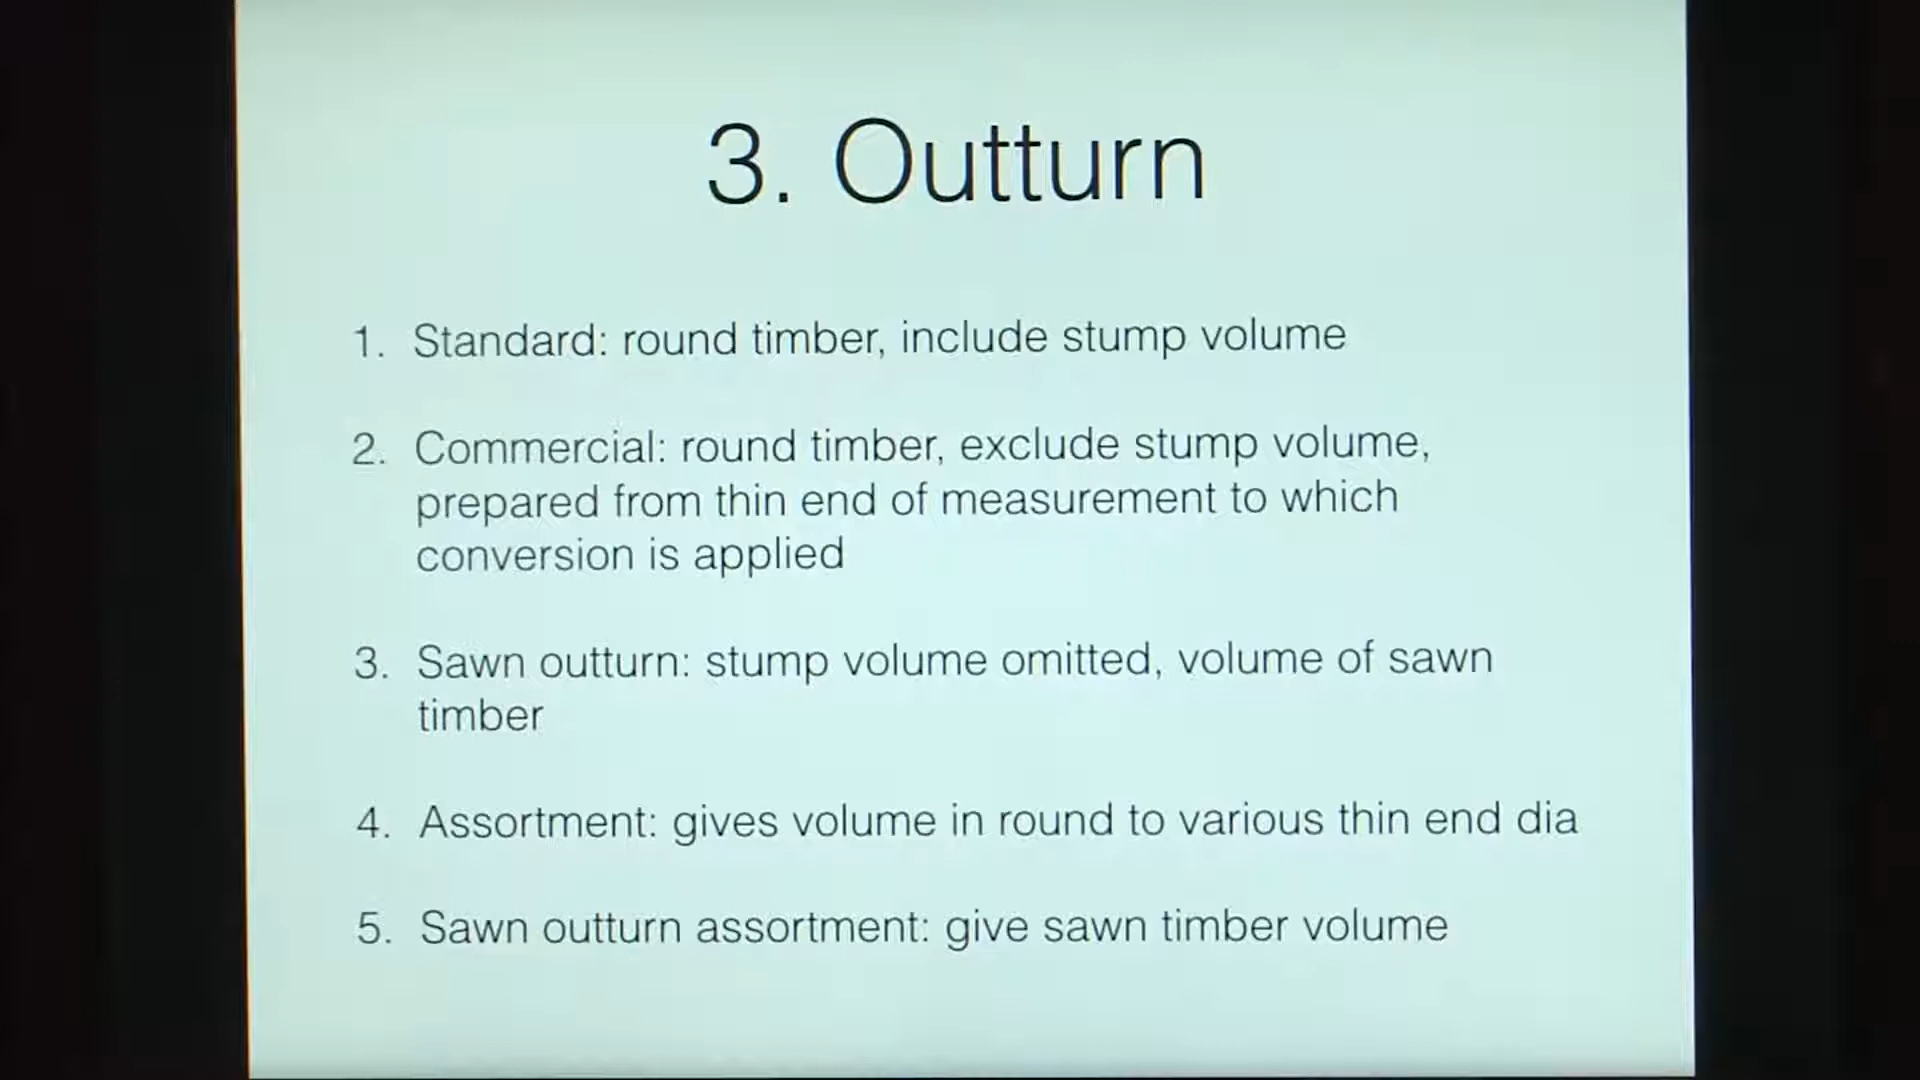 3. Outturn
1. Standard: round timber, include stump volume
2. Commercial: round timber, exclude stump volume,
prepared from thin end of measurement to which
conversion is applied
3. Sawn outturn: stump volume omitted, volume of sawn
timber
4. Assortment: gives volume in round to various thin end dia
5. Sawn outturn assortment: give sawn timber volume